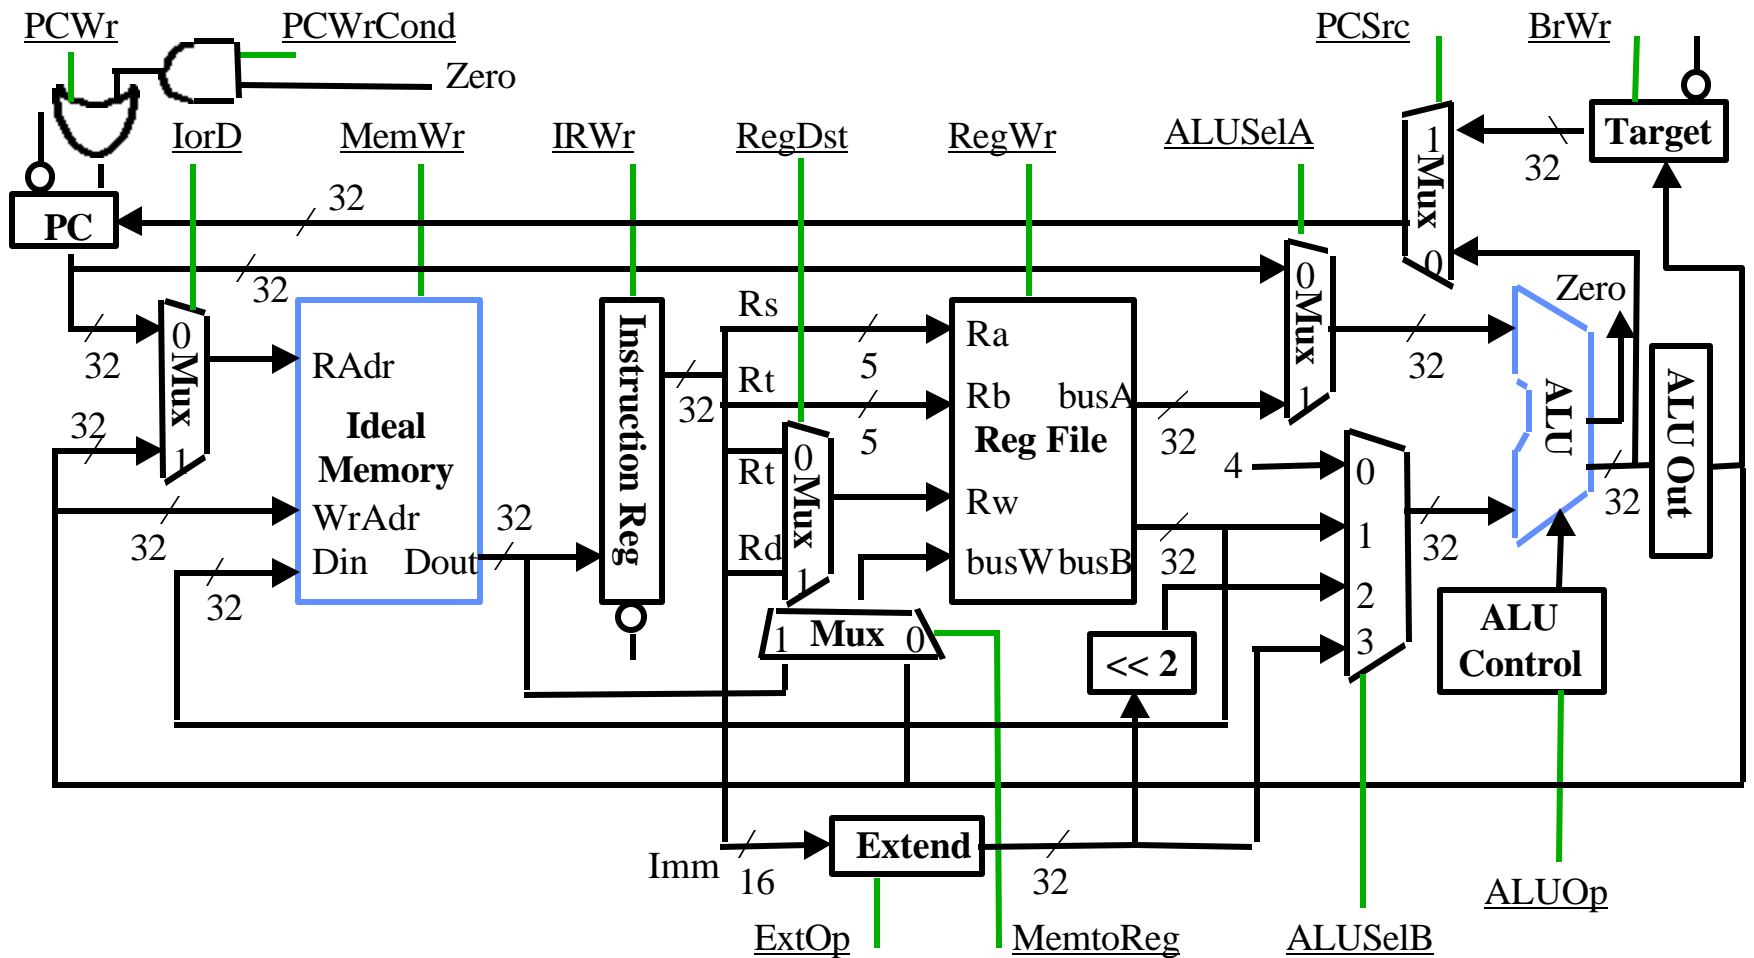 PCWr
PCWrCond
PCSrc
BrWr
Zero
IorD
MemWr
IRWr
RegDst
RegWr
ALUSelA
1
Mux
0
32
Target
PC
32
32
0
Mux
1
32
32
32
32
RAdr
Ideal
Memory
WrAdr
Din
Dout
32
Instruction Reg
32
Rs
Rt
5
5
Rt
Rd
0
Mux
1
1
Mux
0
Ra
Rb
busA
Reg File
Rw
busW
busB
32
32
0
Mux
1
32
4
0
1
2
3
32
<< 2
Zero
ALU
32
ALU Out
ALU
Control
Imm
16
Extend
32
ExtOp
MemtoReg
ALUSelB
ALUOp